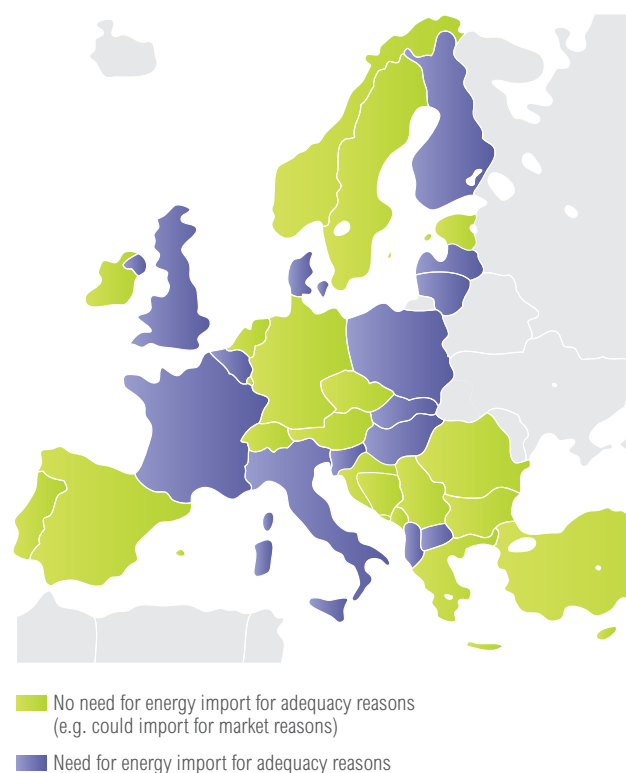 No need for energy import for adequacy reasons
(e.g. could import for market reasons)
Need for energy import for adequacy reasons